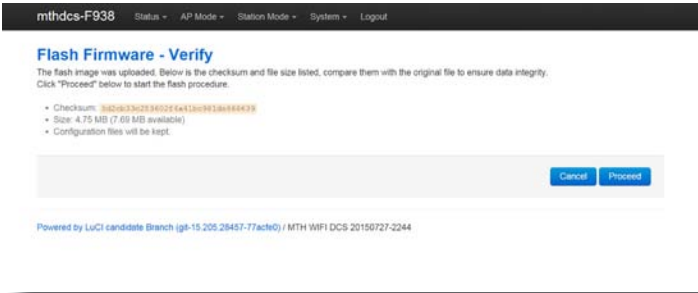 mthdcs-F938 Status AP Mode Station Mode System Logout
Flash Firmware - Verify
The flash image was uploaded. Below is the checksum and file size listed, compare them with the original file to ensure data integrity.
Click "Proceed" below to start the flash procedure.
Checksum:
Size: 4.75 MB (7.69 MB available)
Configuration files will be kept.
Cancel Proceed
Powered by LuCI candidate Branch (git-15.205.28457-77acfe0) / MTH WIFI DCS 20150727-2244